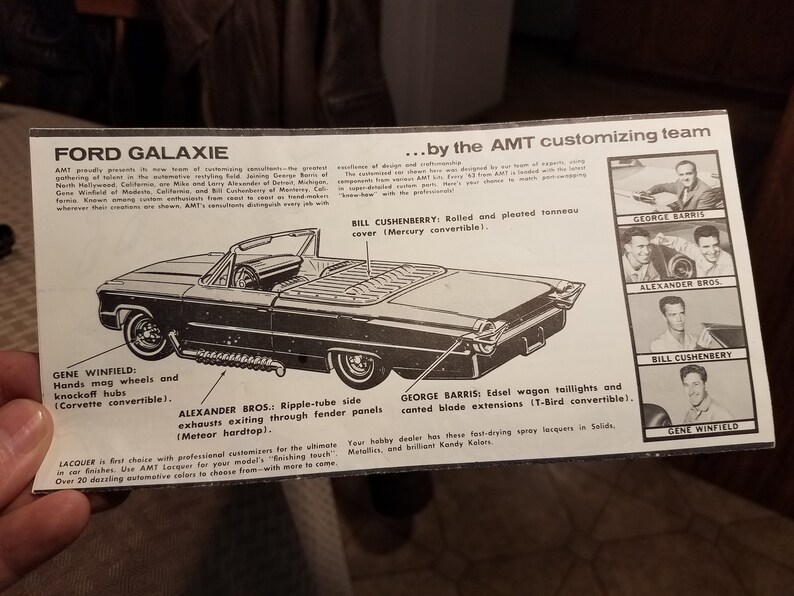 FORD GALAXIE
...by the AMT customizing team
AMT proudly presents its new team of customizing consultants—the greatest
gathering of talent in the automotive restyling field. Joining George Barris of
North Hollywood, California, are Mike and Larry Alexander of Detroit, Michigan,
Gene Winfield of Modesto, California, and Bill Cushenbery of Monterey, Cali-
fornia. Known among custom enthusiasts from coast to coast as trend-makers
wherever their creations are shown, AMT's consultants distinguish every job with
excellence of design and craftsmanship.
The customized car shown here was designed by our team of experts, using
components from various AMT kits. Every '63 from AMT is loaded with the latest
in super-detailed custom parts. Here's your chance to match part-swapping
"know-how" with the professionals!
BILL CUSHENBERY: Rolled and pleated tonneau
cover (Mercury convertible).
GENE WINFIELD:
Hands mag wheels and
knockoff hubs
(Corvette convertible).
ALEXANDER BROS.: Ripple-tube side
exhausts exiting through fender panels
(Meteor hardtop).
GEORGE BARRIS: Edsel wagon taillights and
canted blade extensions (T-Bird convertible).
GEORGE BARRIS
ALEXANDER BROS.
BILL CUSHENBERY
GENE WINFIELD
LACQUER is first choice with professional customizers for the ultimate
in car finishes. Use AMT Lacquer for your model's "finishing touch".
Over 20 dazzling automotive colors to choose from—with more to come.
Your hobby dealer has these fast-drying spray lacquers in Solids,
Metallics, and brilliant Kandy Kolors.